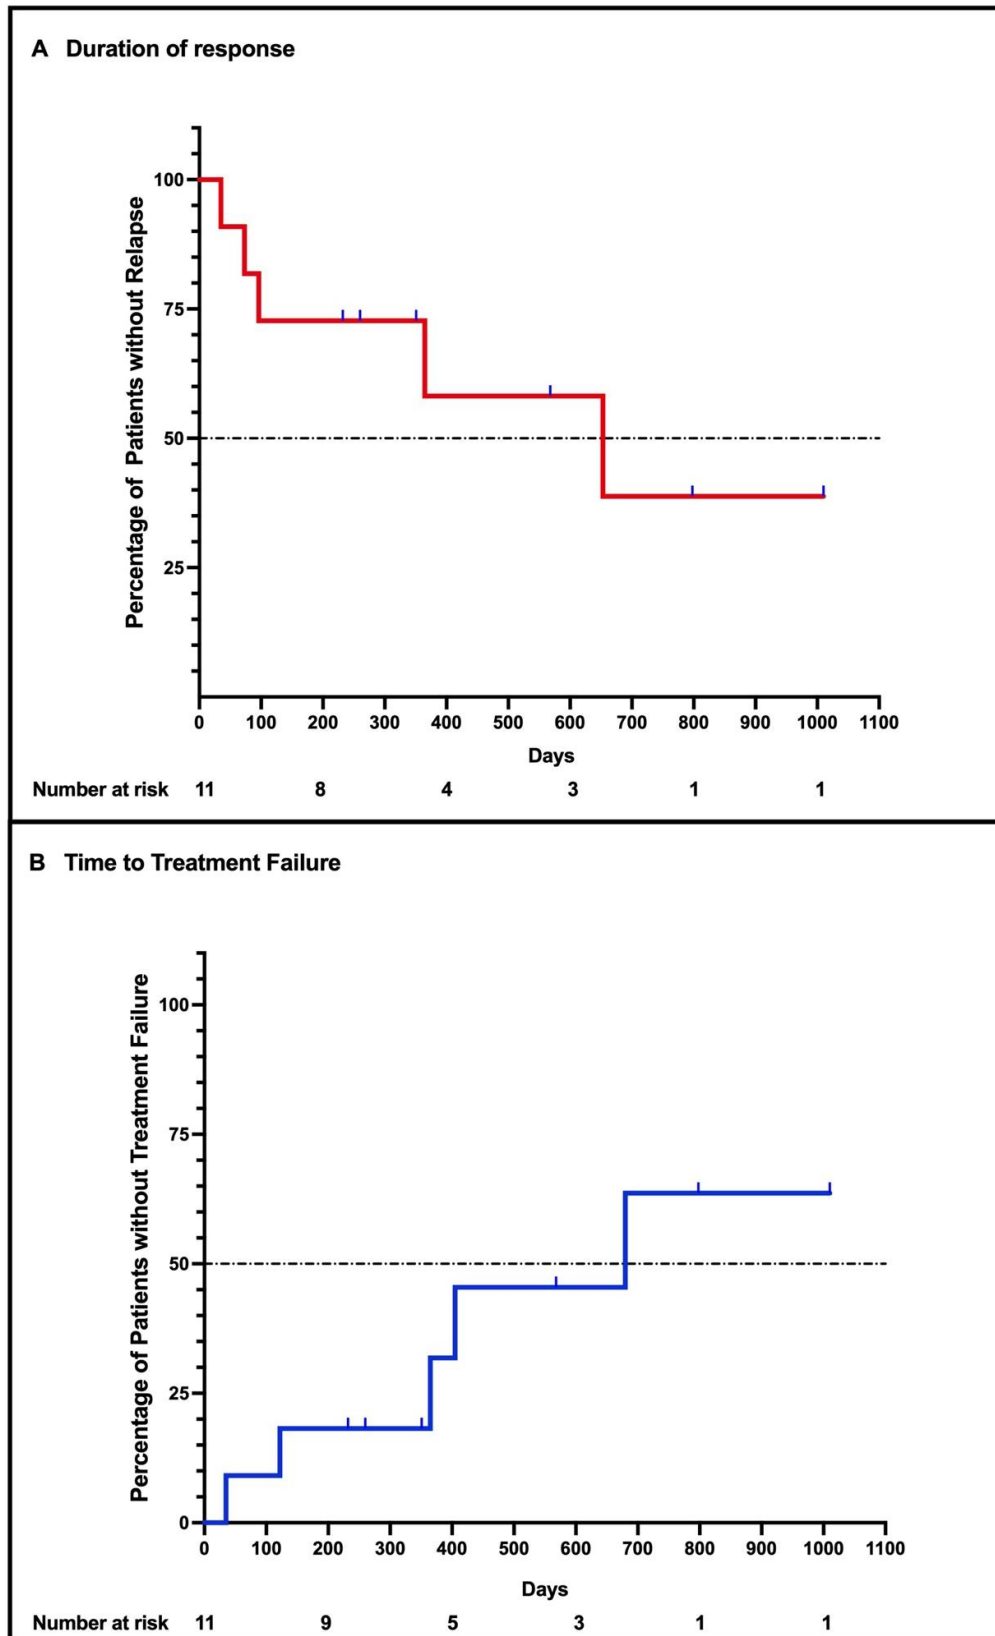 A Duration of response
Percentage of Patients without Relapse
100
75
50
25
0 100 200 300 400 500 600 700 800 900 1000 1100
Days
Number at risk 11 8 4 3 1 1
B Time to Treatment Failure
Percentage of Patients without Treatment Failure
100
75
50
25
0
0 100 200 300 400 500 600 700 800 900 1000 1100
Days
Number at risk 11 9 5 3 1 1